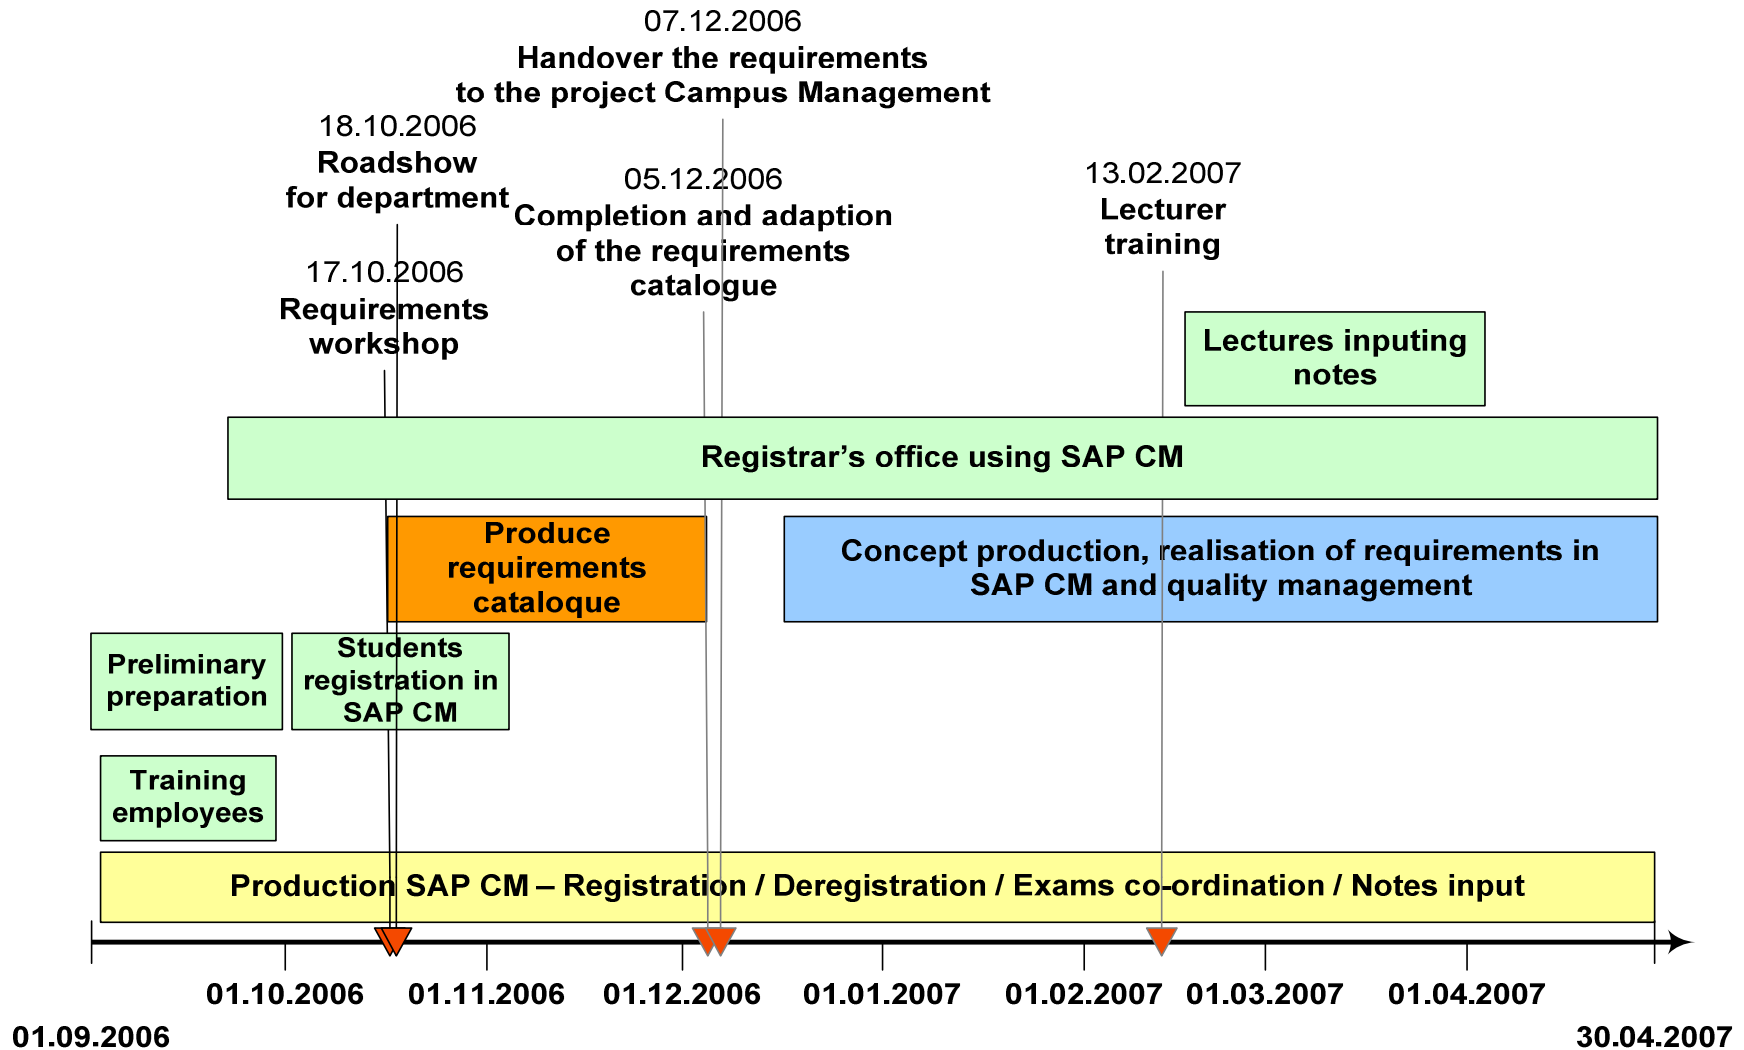 07.12.2006
Handover the requirements
to the project Campus Management
18.10.2006
Roadshow
for department
05.12.2006
Completion and adaption
of the requirements
catalogue
13.02.2007
Lecturer
training
17.10.2006
Requirements
workshop
Lectures inputing
notes
Registrar’s office using SAP CM
Produce
requirements
cataloque
Concept production, realisation of requirements in
SAP CM and quality management
Preliminary
preparation
Students
registration in
SAP CM
Training
employees
Production SAP CM – Registration / Deregistration / Exams co-ordination / Notes input
01.10.2006
01.11.2006
01.12.2006
01.01.2007
01.02.2007
01.03.2007
01.04.2007
01.09.2006
30.04.2007